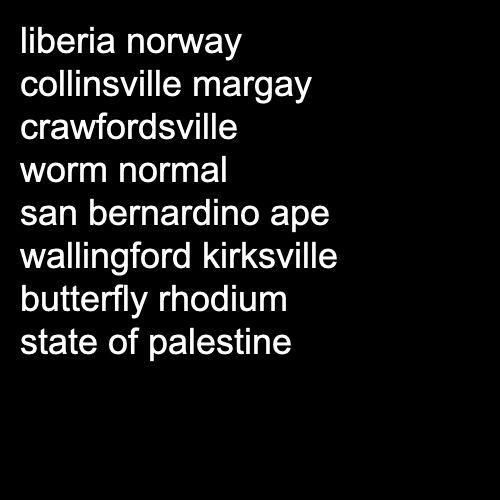 liberia norway
collinsville margay
crawfordsville
worm normal
san bernardino ape
wallingford kirksville
butterfly rhodium
state of palestine